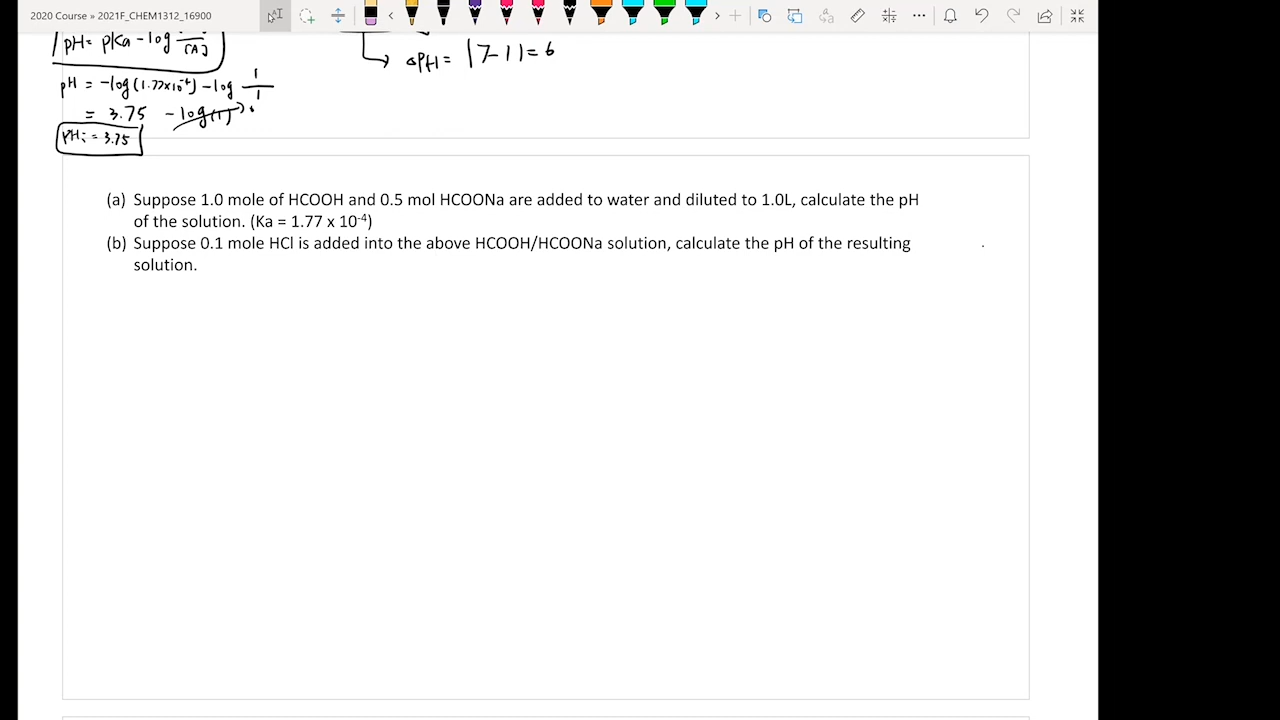 2020 Course » 2021F_CHEM1312_16900
pH = pKa - log [A]
ΔpH = |7-1| = 6
pH = -log(1.77x10⁻⁴) - log 1/1
= 3.75 - log(1)
pHi = 3.75
(a) Suppose 1.0 mole of HCOOH and 0.5 mol HCOONa are added to water and diluted to 1.0L, calculate the pH
of the solution. (Ka = 1.77 x 10⁻⁴)
(b) Suppose 0.1 mole HCl is added into the above HCOOH/HCOONa solution, calculate the pH of the resulting
solution.